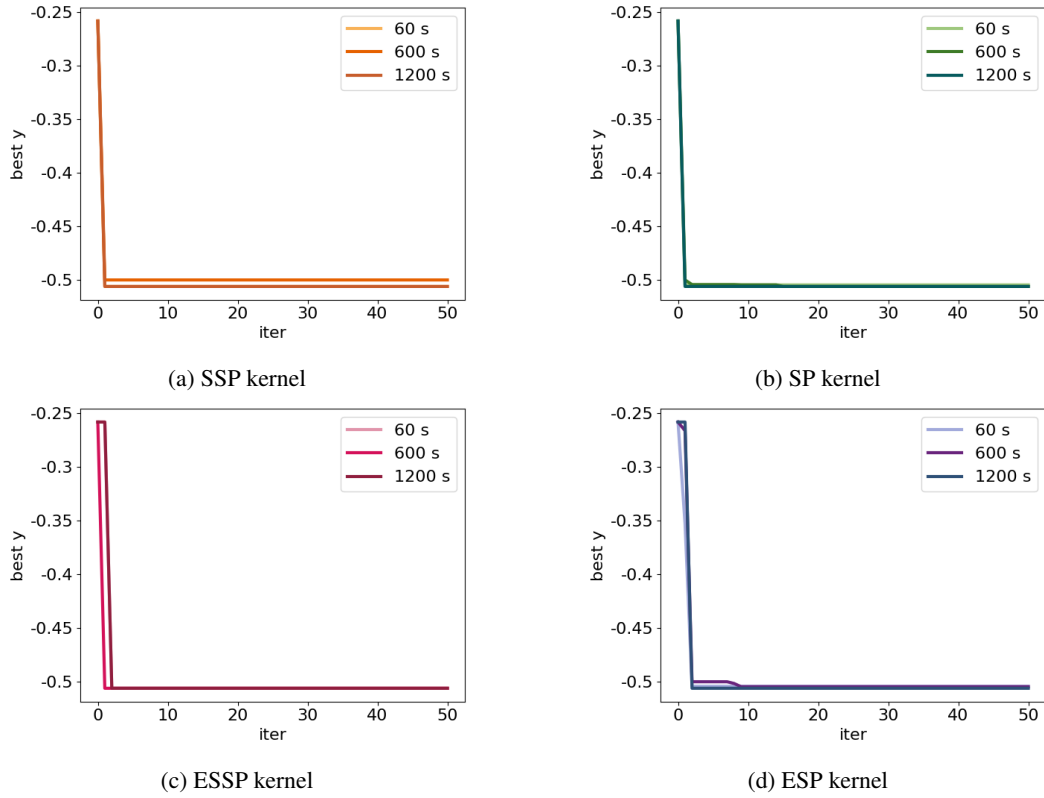 -0.25
-0.3
-0.35
-0.4
-0.45
-0.5
best y
0 10 20 30 40 50
iter
60 s
600 s
1200 s
(a) SSP kernel
-0.25
-0.3
-0.35
-0.4
-0.45
-0.5
best y
0 10 20 30 40 50
iter
60 s
600 s
1200 s
(b) SP kernel
-0.25
-0.3
-0.35
-0.4
-0.45
-0.5
best y
0 10 20 30 40 50
iter
60 s
600 s
1200 s
(c) ESSP kernel
-0.25
-0.3
-0.35
-0.4
-0.45
-0.5
best y
0 10 20 30 40 50
iter
60 s
600 s
1200 s
(d) ESP kernel